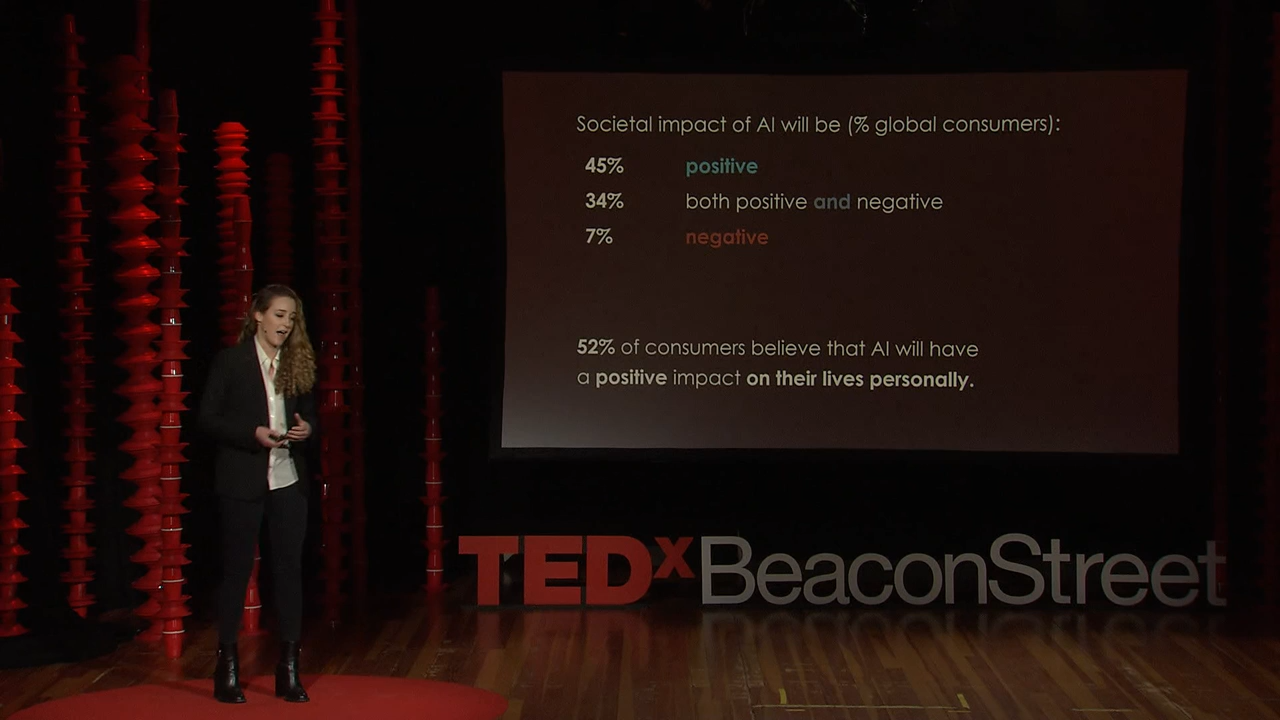 Societal impact of AI will be (% global consumers):
45% positive
34% both positive and negative
7% negative
52% of consumers believe that AI will have
a positive impact on their lives personally.
TEDxBeaconStreet